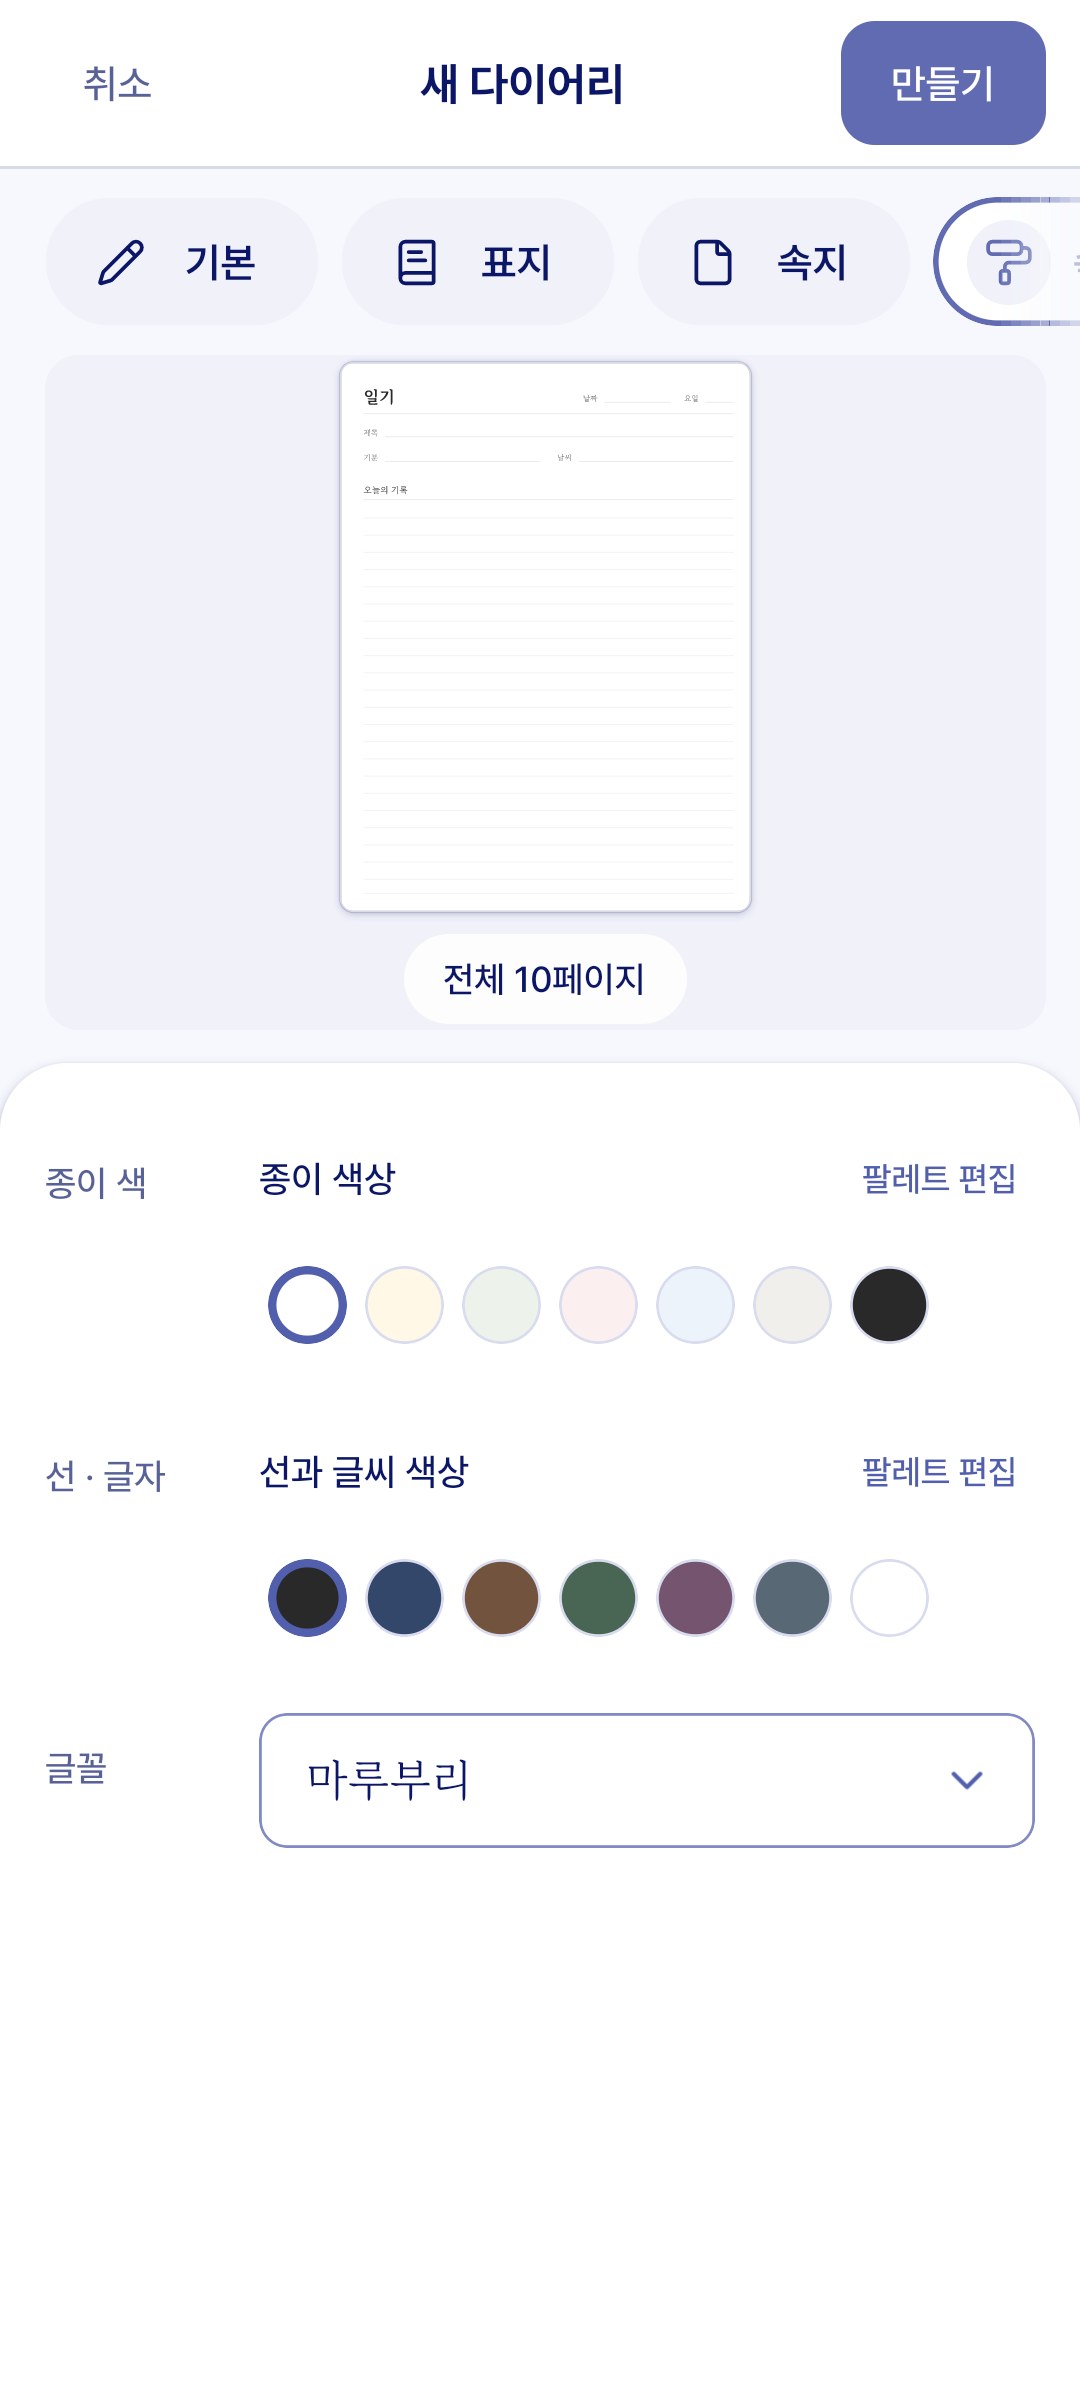 취소 새 다이어리 만들기
기본 표지 속지
일기 날짜 요일
제목
기분 날씨
오늘의 기록
전체 10페이지
종이 색 종이 색상 팔레트 편집
선 · 글자 선과 글씨 색상 팔레트 편집
글꼴 마루부리